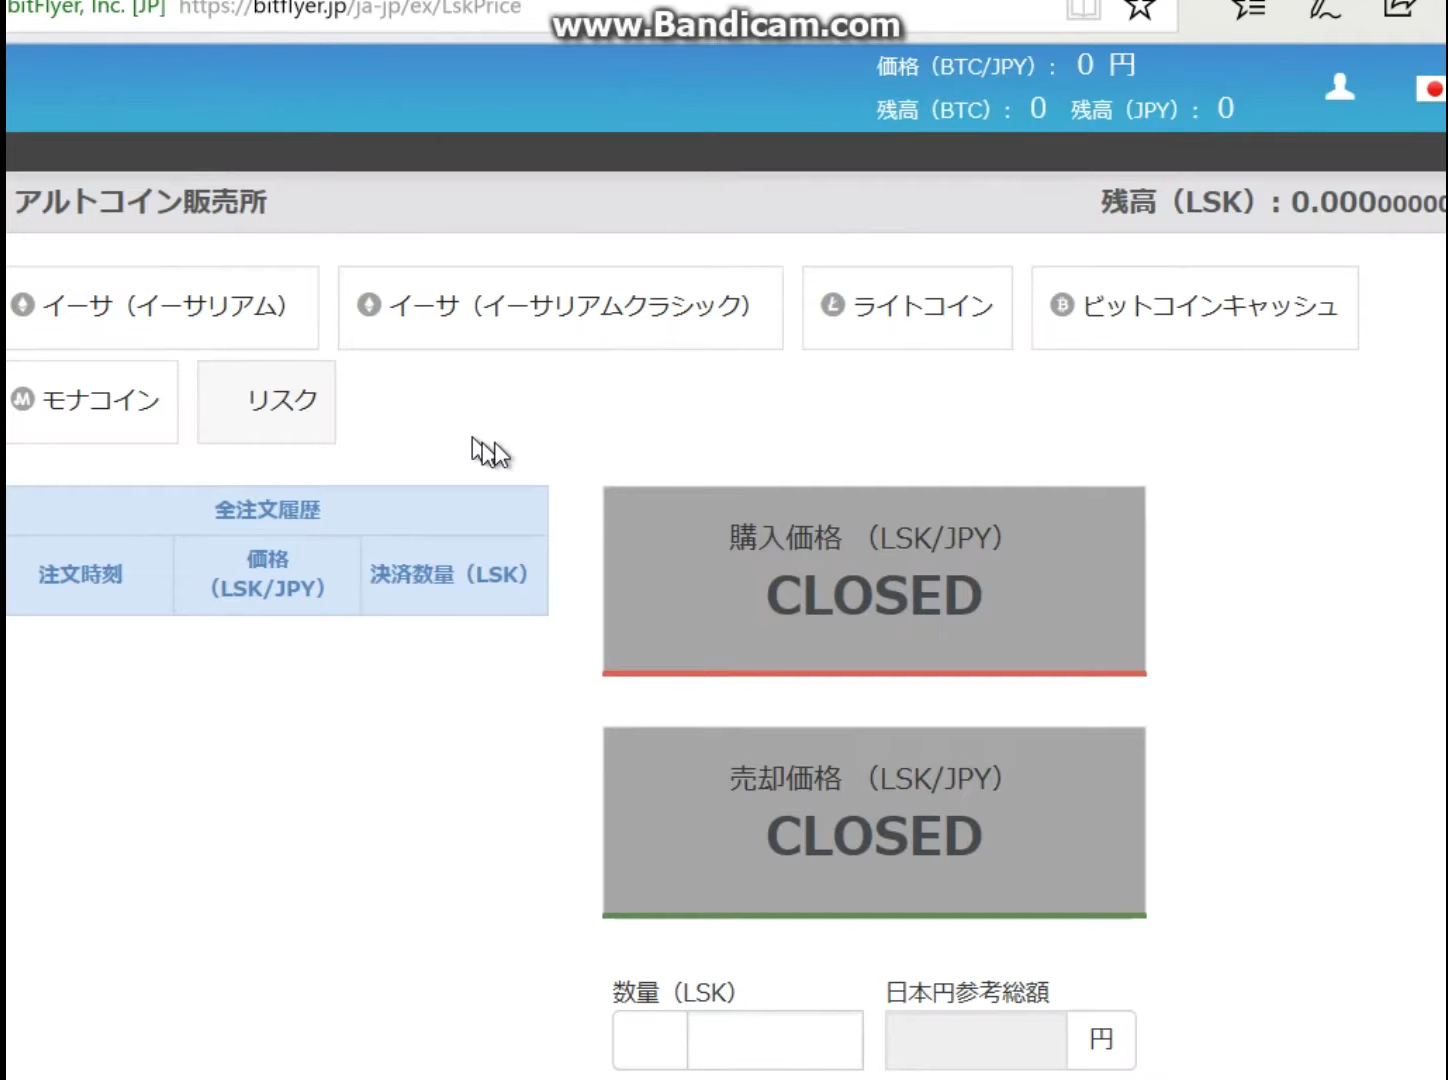 bitFlyer, Inc. [JP] https://bitflyer.jp/ja-jp/ex/LskPrice
www.Bandicam.com
価格（BTC/JPY）： 0 円
残高（BTC）： 0 残高（JPY）： 0
アルトコイン販売所 残高（LSK）: 0.00000000
イーサ（イーサリアム） イーサ（イーサリアムクラシック） ライトコイン ビットコインキャッシュ
モナコイン リスク
全注文履歴
注文時刻 価格（LSK/JPY） 決済数量（LSK）
購入価格 （LSK/JPY）
CLOSED
売却価格 （LSK/JPY）
CLOSED
数量（LSK） 日本円参考総額
円